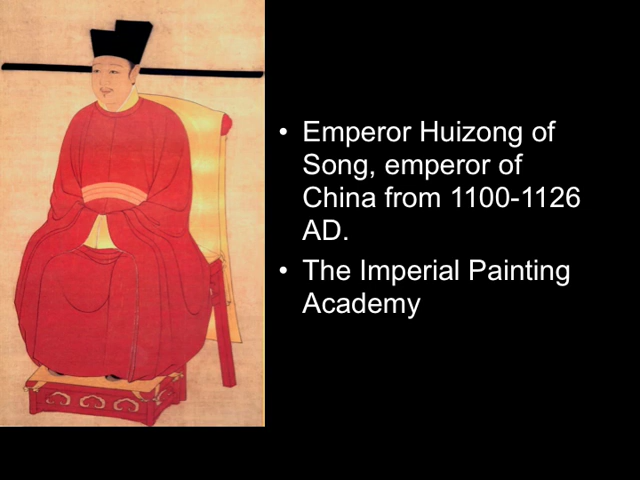 • Emperor Huizong of
Song, emperor of
China from 1100-1126
AD.
• The Imperial Painting
Academy